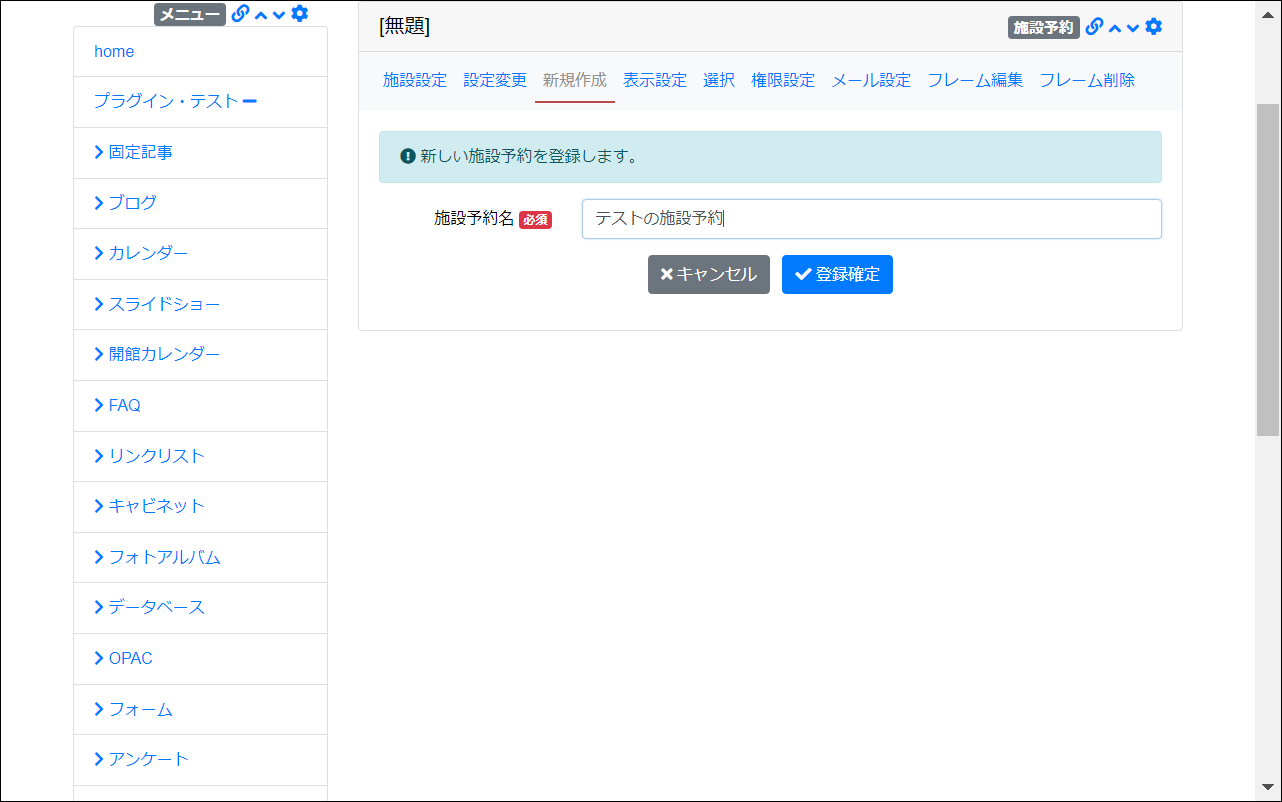 メニュー
home
プラグイン・テスト
固定記事
ブログ
カレンダー
スライドショー
開館カレンダー
FAQ
リンクリスト
キャビネット
フォトアルバム
データベース
OPAC
フォーム
アンケート
[無題]
施設予約
施設設定 設定変更 新規作成 表示設定 選択 権限設定 メール設定 フレーム編集 フレーム削除
新しい施設予約を登録します。
施設予約名 必須 テストの施設予約
キャンセル 登録確定